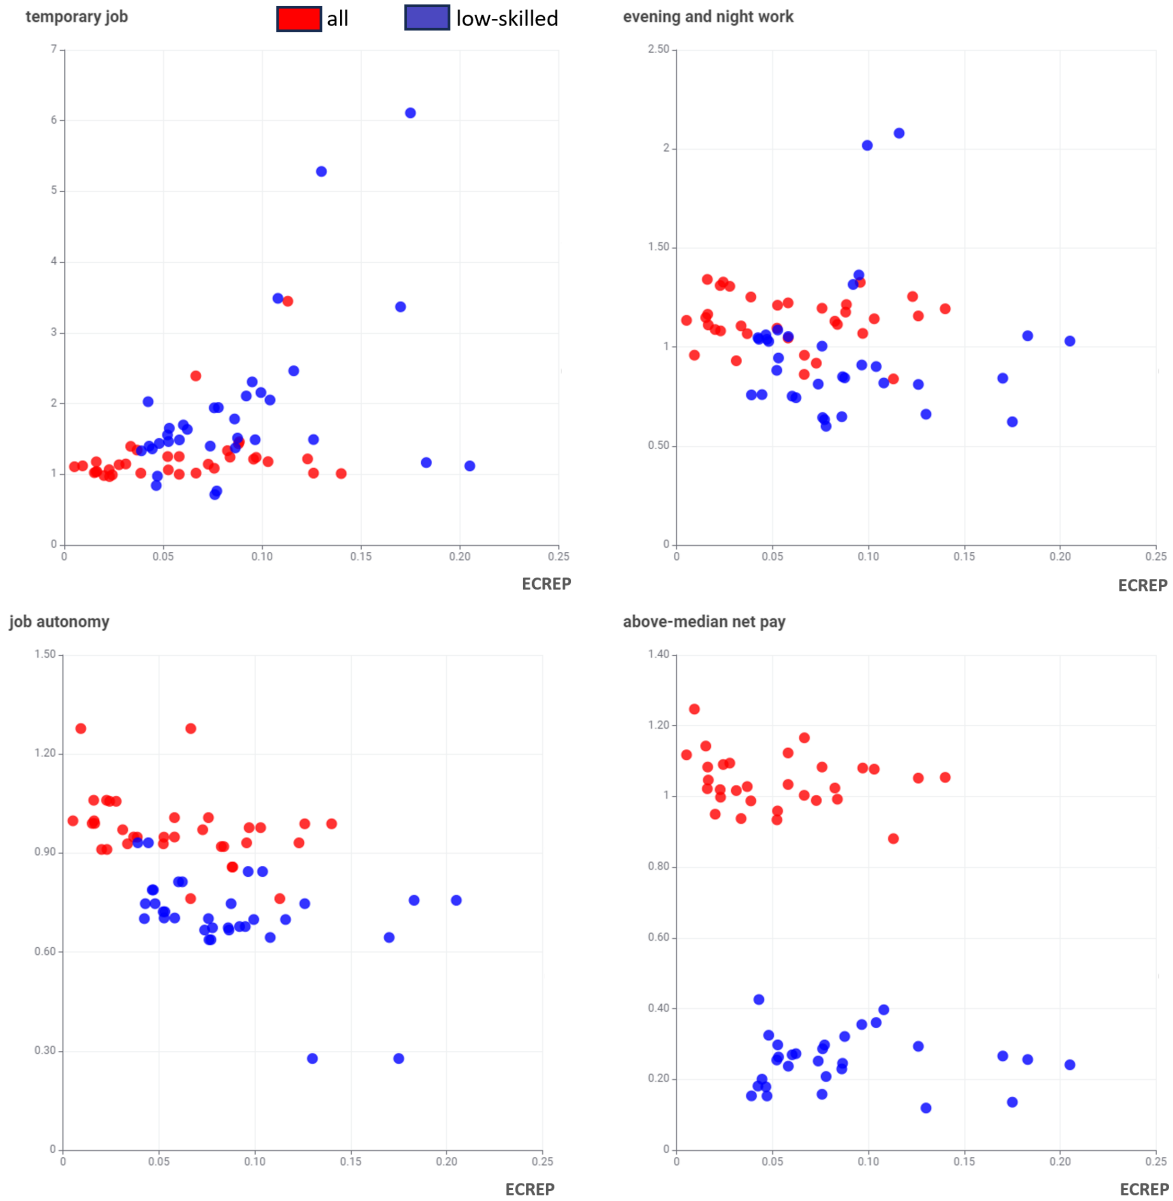 temporary job
all
low-skilled
evening and night work
7
6
5
4
3
2
1
0
0 0.05 0.10 0.15 0.20 0.25
ECREP
2.50
2
1.50
1
0.50
0
0 0.05 0.10 0.15 0.20 0.25
ECREP
job autonomy
above-median net pay
1.50
1.20
0.90
0.60
0.30
0
0 0.05 0.10 0.15 0.20 0.25
ECREP
1.40
1.20
1
0.80
0.60
0.40
0.20
0
0 0.05 0.10 0.15 0.20 0.25
ECREP